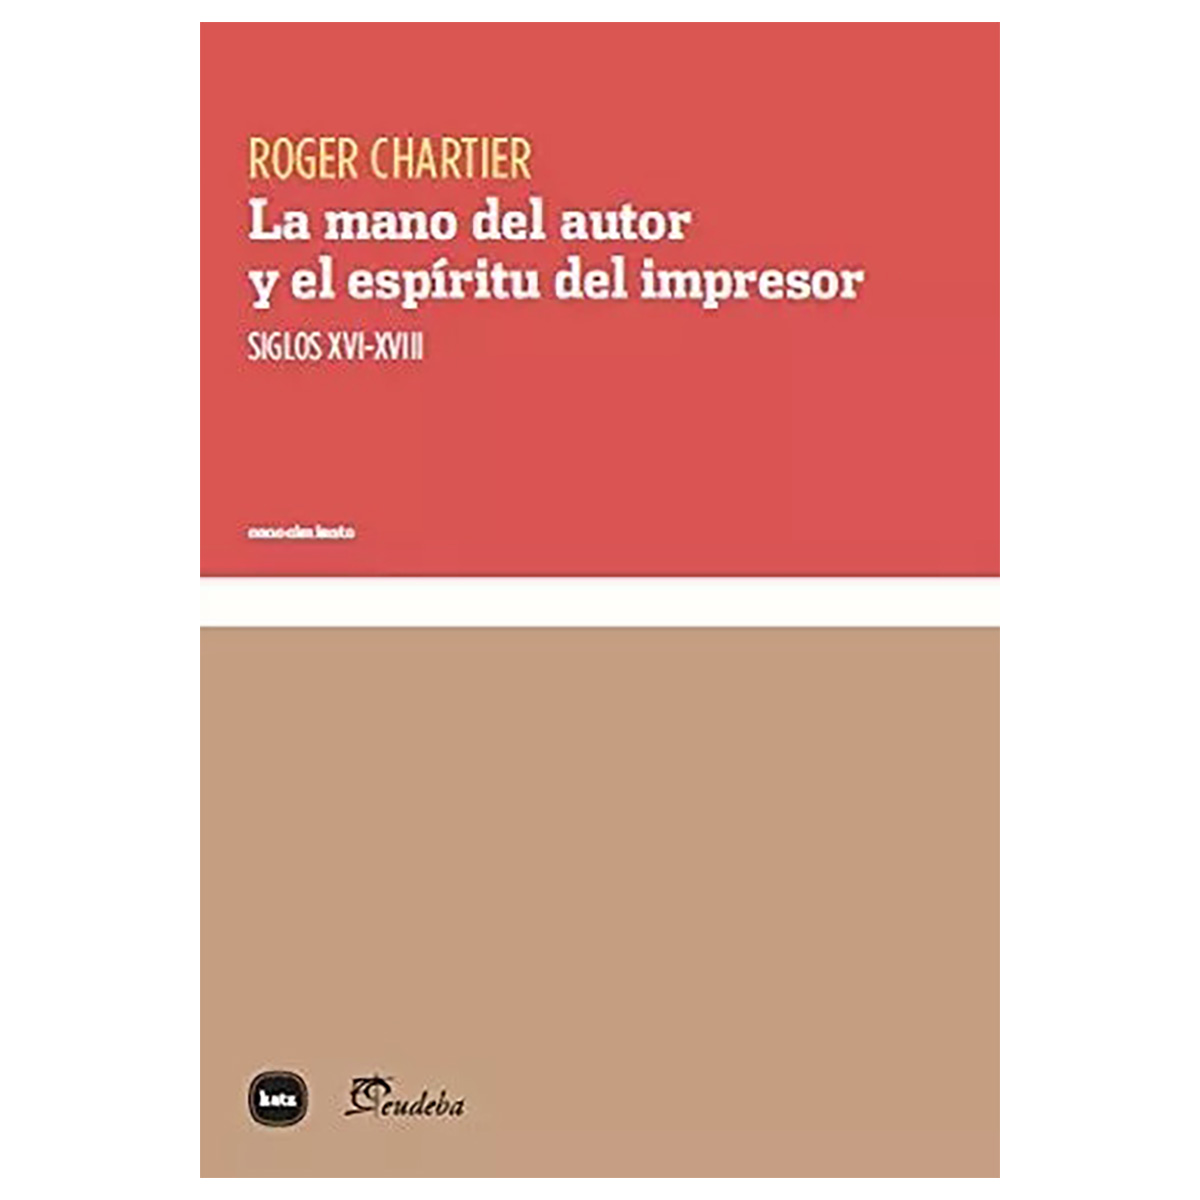 ROGER CHARTIER
La mano del autor
y el espíritu del impresor
SIGLOS XVI-XVIII
conocimiento
katz
eudeba